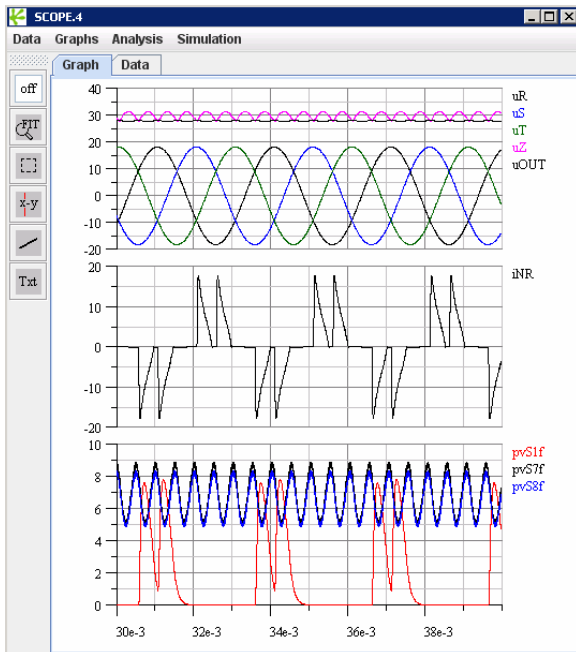 SCOPE.4
Data Graphs Analysis Simulation
Graph Data
off
FIT
x-y
Txt
40
30
20
10
0
-10
-20
uR
uS
uT
uZ
uOUT
20
10
0
-10
-20
iNR
10
8
6
4
2
0
pvS1f
pvS7f
pvS8f
30e-3 32e-3 34e-3 36e-3 38e-3